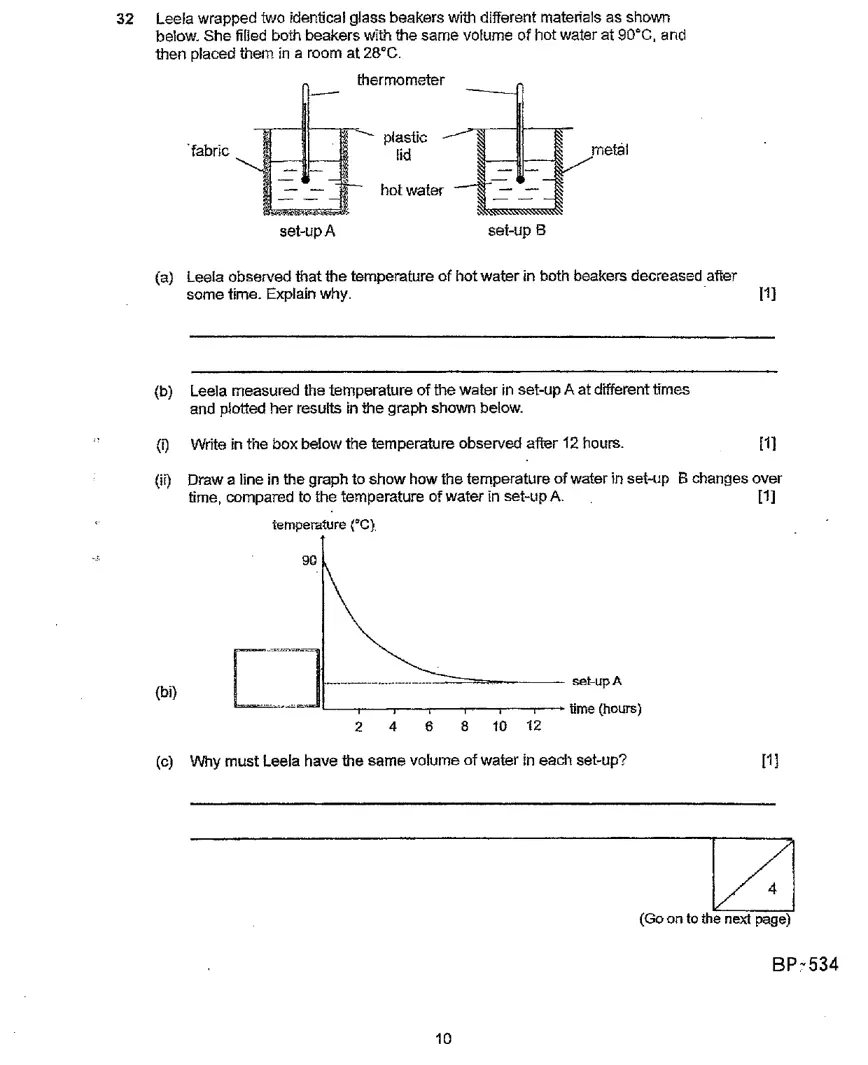 32 Leela wrapped two identical glass beakers with different materials as shown
below. She filled both beakers with the same volume of hot water at 90°C, and
then placed them in a room at 28°C.
thermometer
fabric
plastic
lid
metal
hot water
set-up A
set-up B
(a) Leela observed that the temperature of hot water in both beakers decreased after
some time. Explain why. [1]
(b) Leela measured the temperature of the water in set-up A at different times
and plotted her results in the graph shown below.
(i) Write in the box below the temperature observed after 12 hours. [1]
(ii) Draw a line in the graph to show how the temperature of water in set-up B changes over
time, compared to the temperature of water in set-up A. [1]
temperature (°C)
90
set-up A
(bi)
time (hours)
2 4 6 8 10 12
(c) Why must Leela have the same volume of water in each set-up? [1]
4
(Go on to the next page)
BP~534
10